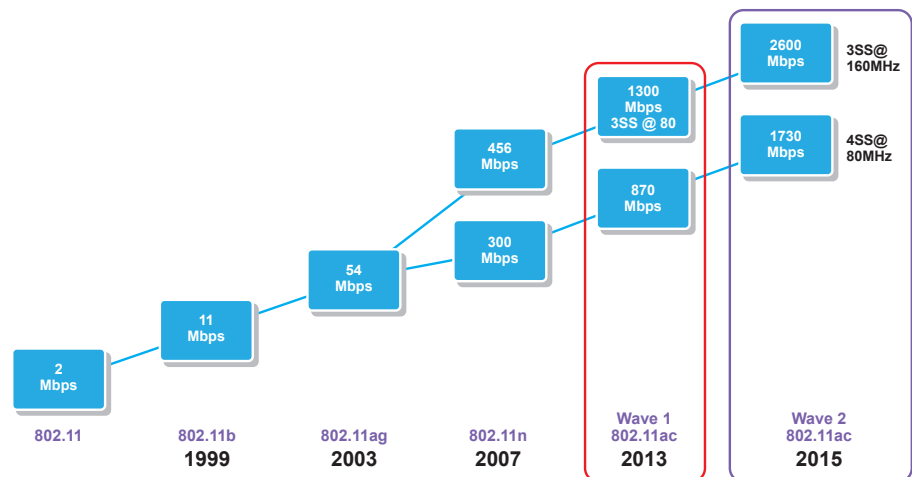 2600
Mbps
3SS@
160MHz
1300
Mbps
3SS @ 80
1730
Mbps
4SS@
80MHz
456
Mbps
870
Mbps
300
Mbps
54
Mbps
11
Mbps
2
Mbps
802.11
802.11b
1999
802.11ag
2003
802.11n
2007
Wave 1
802.11ac
2013
Wave 2
802.11ac
2015